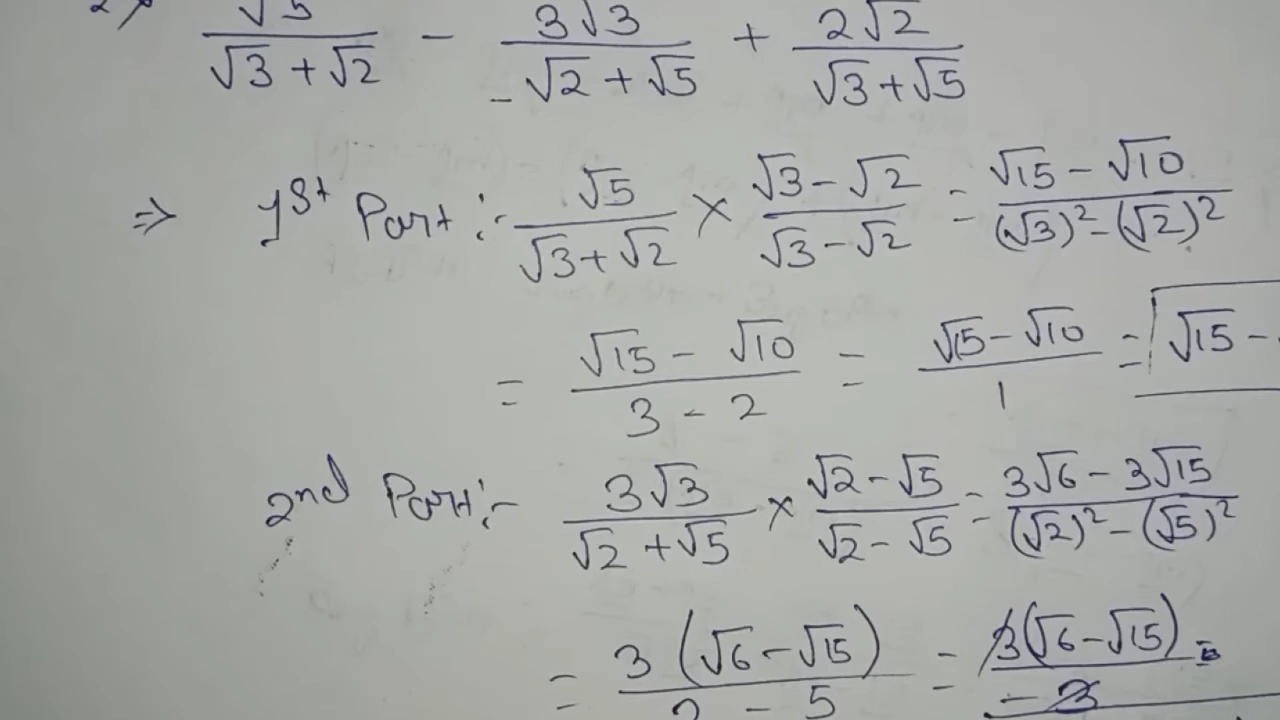 √5/(√3+√2) - 3√3/(√2+√5) + 2√2/(√3+√5)
⇒ 1st Part:- √5/(√3+√2) × (√3-√2)/(√3-√2) = (√15-√10)/((√3)²-(√2)²)
= (√15-√10)/(3-2) = (√15-√10)/1 = √15-
2nd Part:- 3√3/(√2+√5) × (√2-√5)/(√2-√5) = (3√6-3√15)/((√2)²-(√5)²)
= 3(√6-√15)/(2-5) = 3(√6-√15)/-3 =